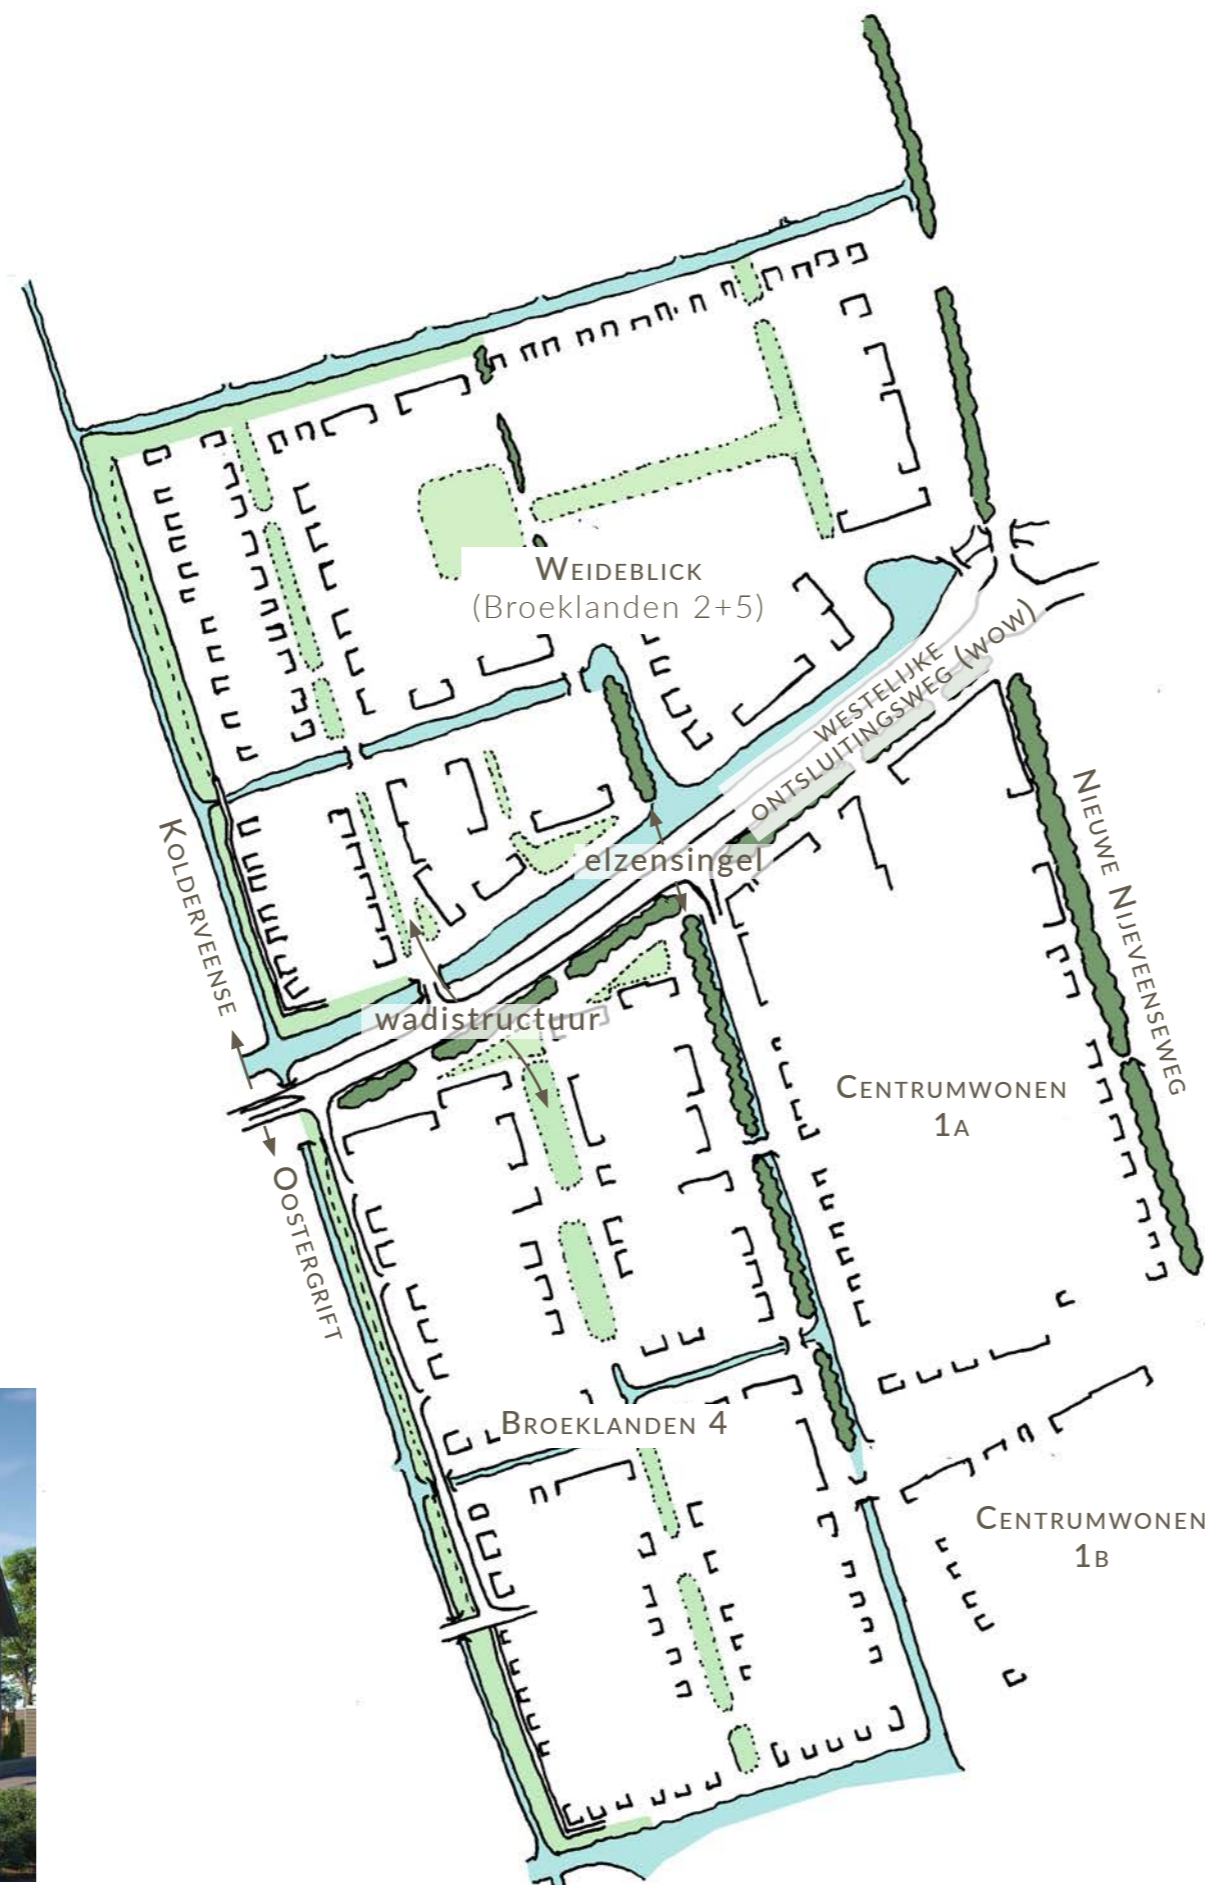 Weideblick
(Broeklanden 2+5)
Westelijke
Ontsluitingsweg (WOW)
Kolderveense
elzensingel
Nieuwe Nijeveenseweg
wadistructuur
Centrumwonen
1A
Oostergrift
Broeklanden 4
Centrumwonen
1B